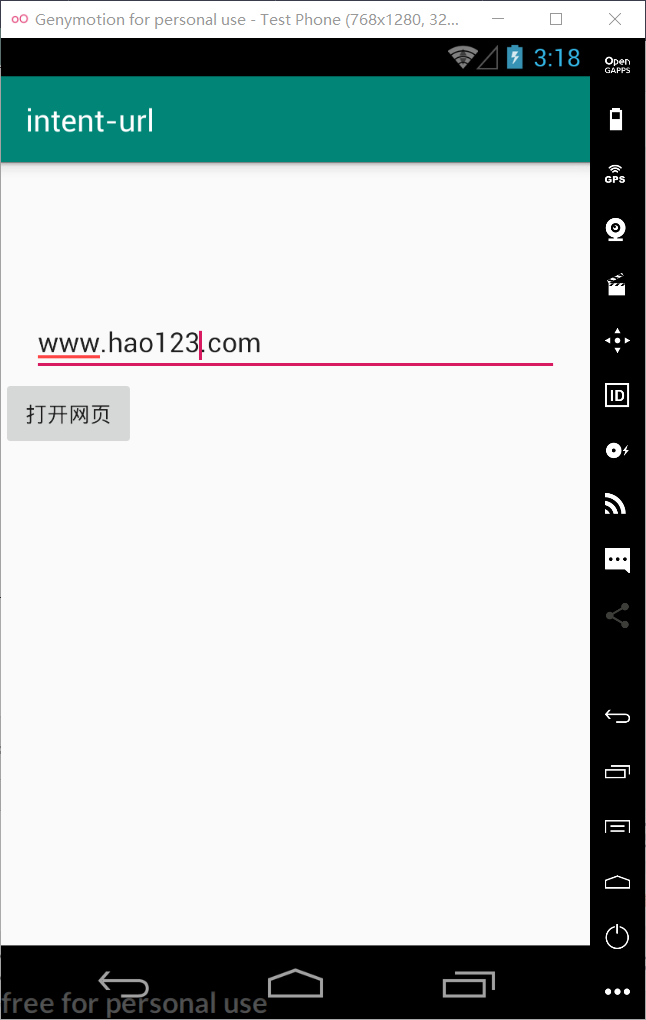 Genymotion for personal use - Test Phone (768x1280, 32...
3:18
Open
GAPPS
intent-url
GPS
www.hao123.com
打开网页
ID
free for personal use